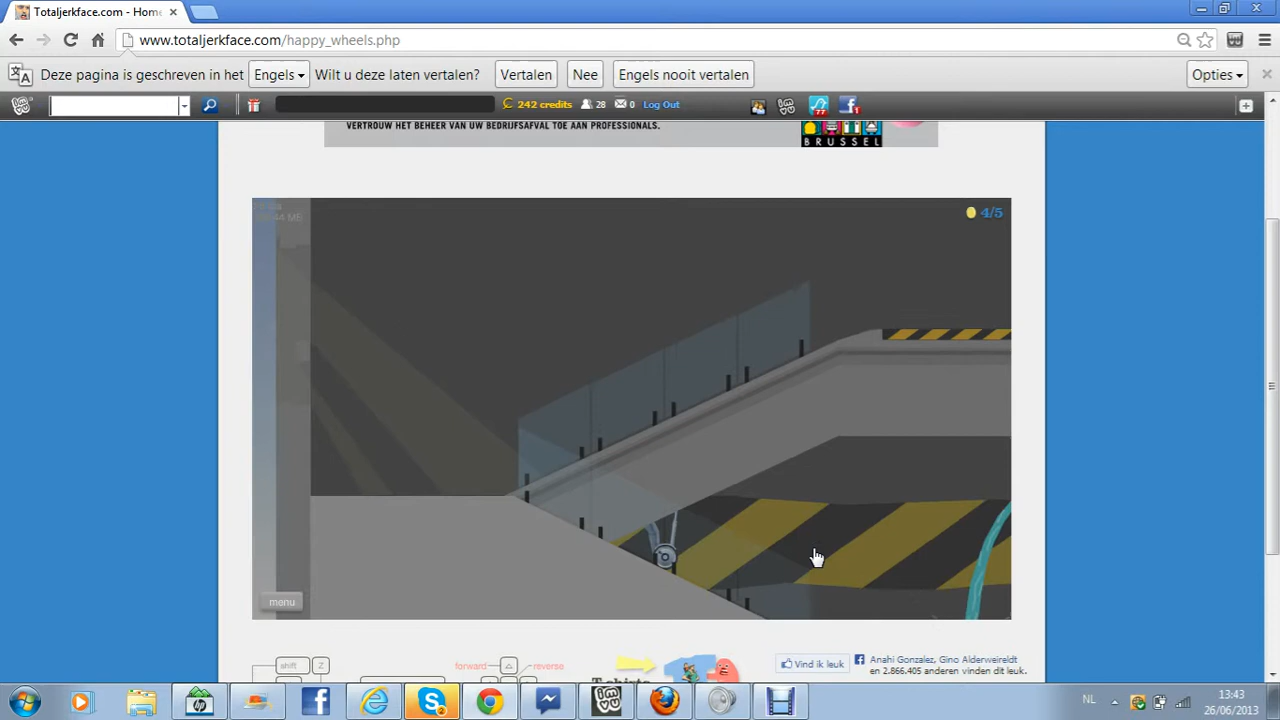 Totaljerkface.com - Home
www.totaljerkface.com/happy_wheels.php
Deze pagina is geschreven in het Engels Wilt u deze laten vertalen? Vertalen Nee Engels nooit vertalen Opties
242 credits 28 0 Log Out 77 1
VERTROUW HET BEHEER VAN UW BEDRIJFSAFVAL TOE AAN PROFESSIONALS.
BRUSSEL
4/5
menu
shift Z forward reverse
Vind ik leuk Anahi Gonzalez, Gino Alderweireldt
en 2.866.405 anderen vinden dit leuk.
NL 13:43
26/06/2013